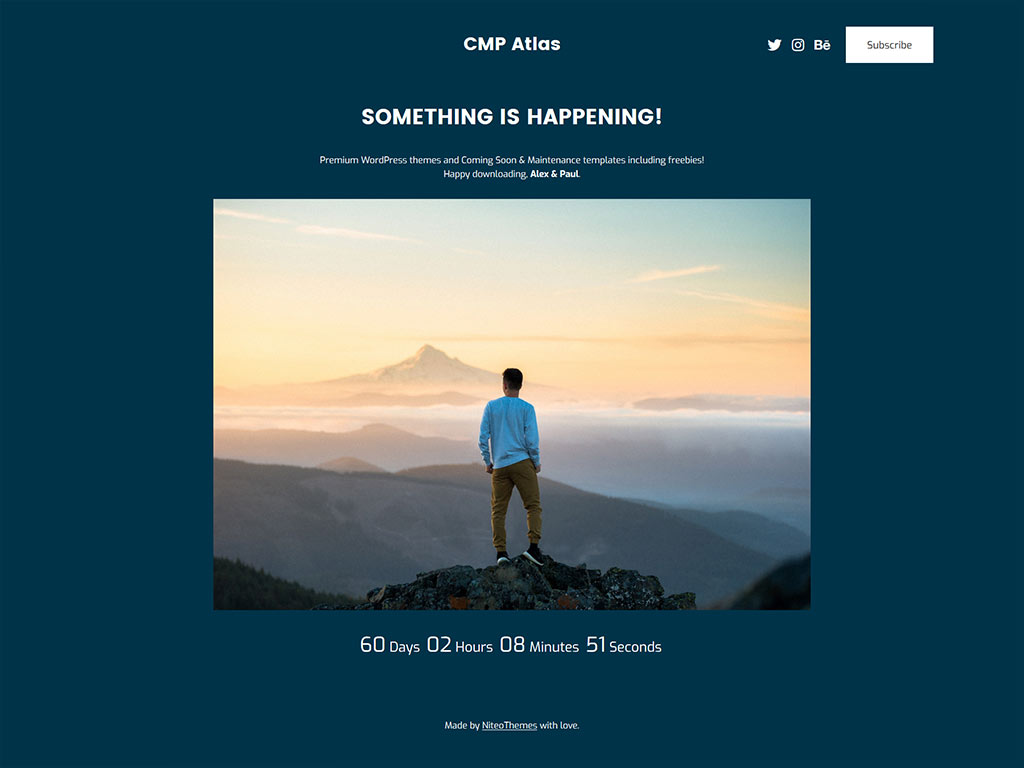 CMP Atlas
Bē
Subscribe
SOMETHING IS HAPPENING!
Premium WordPress themes and Coming Soon & Maintenance templates including freebies!
Happy downloading, Alex & Paul.
60 Days 02 Hours 08 Minutes 51 Seconds
Made by NiteoThemes with love.